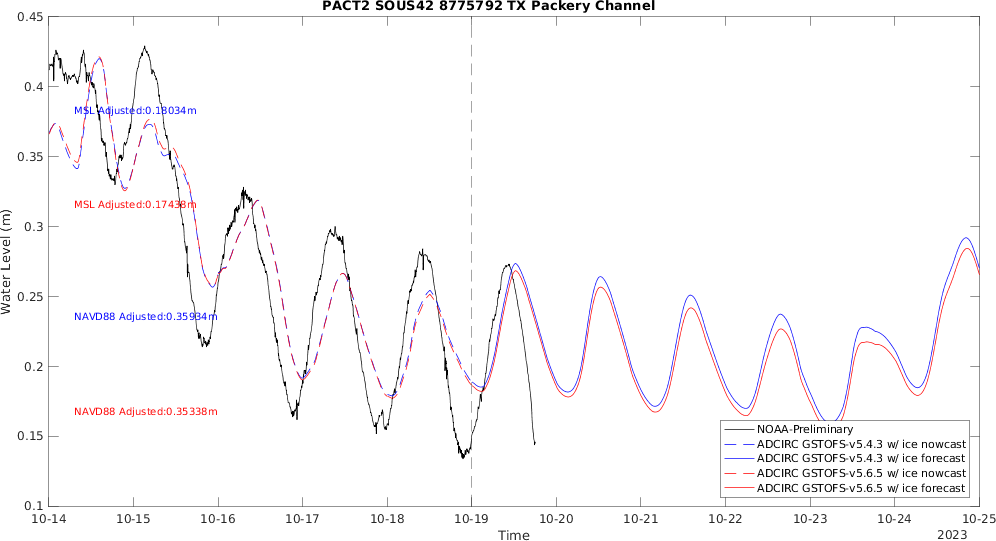 PACT2 SOUS42 8775792 TX Packery Channel
0.45
0.4
0.35
0.3
0.25
0.2
0.15
0.1
Water Level (m)
MSL Adjusted:0.18034m
MSL Adjusted:0.17438m
NAVD88 Adjusted:0.35934m
NAVD88 Adjusted:0.35338m
NOAA-Preliminary
ADCIRC GSTOFS-v5.4.3 w/ ice nowcast
ADCIRC GSTOFS-v5.4.3 w/ ice forecast
ADCIRC GSTOFS-v5.6.5 w/ ice nowcast
ADCIRC GSTOFS-v5.6.5 w/ ice forecast
10-14 10-15 10-16 10-17 10-18 10-19 10-20 10-21 10-22 10-23 10-24 10-25
Time
2023